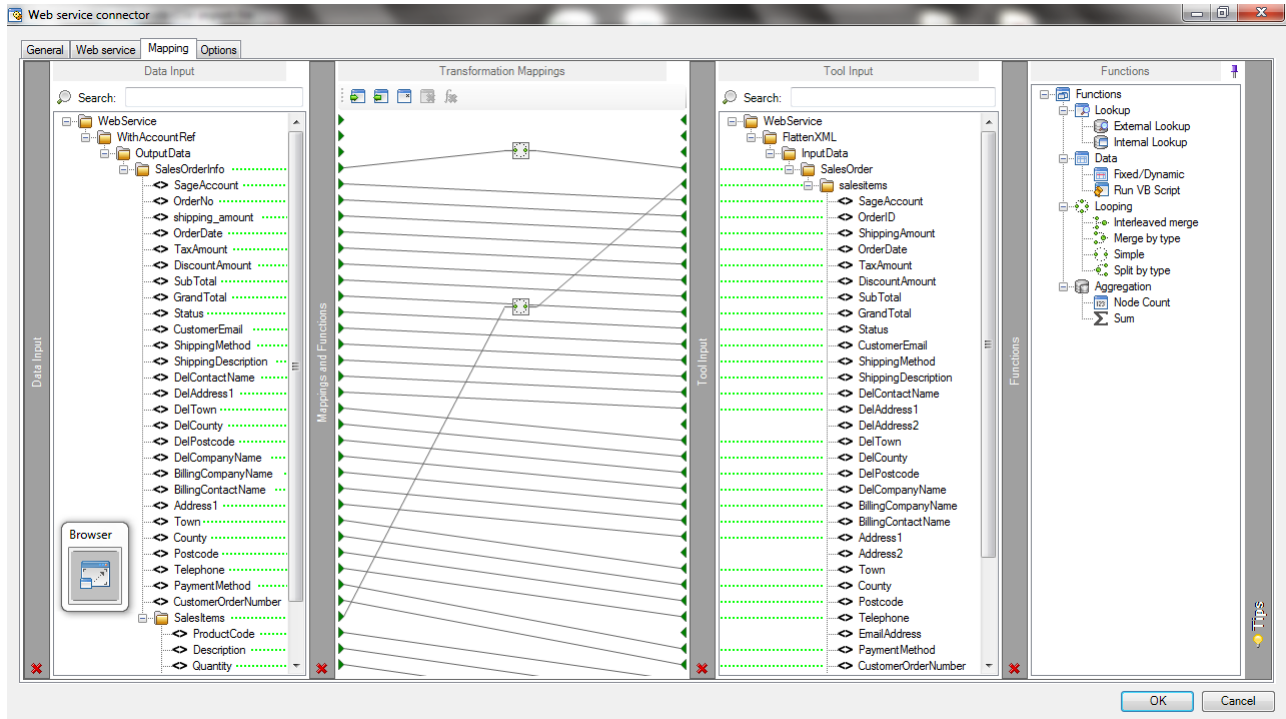 Web service connector
General
Web service
Mapping
Options
Data Input
Search:
WebService
WithAccountRef
OutputData
SalesOrderInfo
SageAccount
OrderNo
shipping_amount
OrderDate
TaxAmount
DiscountAmount
SubTotal
GrandTotal
Status
CustomerEmail
ShippingMethod
ShippingDescription
DelContactName
DelAddress1
DelTown
DelCounty
DelPostcode
DelCompanyName
BillingCompanyName
BillingContactName
Address1
Town
County
Postcode
Telephone
PaymentMethod
CustomerOrderNumber
SalesItems
ProductCode
Description
Quantity
Data Input
Browser
Transformation Mappings
Mappings and Functions
Tool Input
Search:
WebService
FlattenXML
InputData
SalesOrder
salesitems
SageAccount
OrderID
ShippingAmount
OrderDate
TaxAmount
DiscountAmount
SubTotal
GrandTotal
Status
CustomerEmail
ShippingMethod
ShippingDescription
DelContactName
DelAddress1
DelAddress2
DelTown
DelCounty
DelPostcode
DelCompanyName
BillingCompanyName
BillingContactName
Address1
Address2
Town
County
Postcode
Telephone
EmailAddress
PaymentMethod
CustomerOrderNumber
Tool Input
Functions
Functions
Lookup
External Lookup
Internal Lookup
Data
Fixed/Dynamic
Run VB Script
Looping
Interleaved merge
Merge by type
Simple
Split by type
Aggregation
Node Count
Sum
Functions
Tips
OK
Cancel